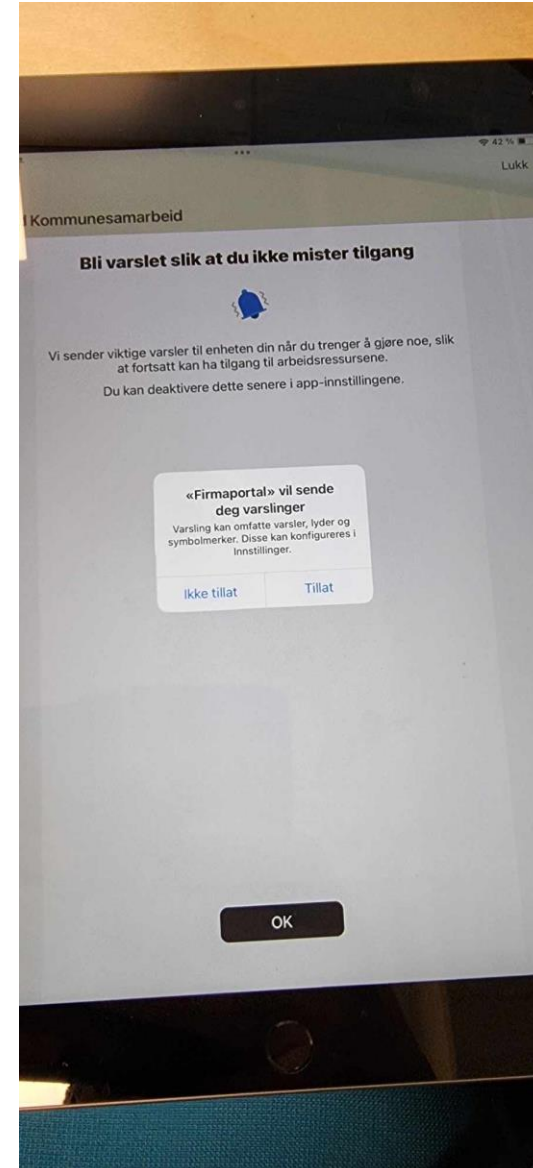 42 %
Lukk
Kommunesamarbeid
Bli varslet slik at du ikke mister tilgang
Vi sender viktige varsler til enheten din når du trenger å gjøre noe, slik
at fortsatt kan ha tilgang til arbeidsressursene.
Du kan deaktivere dette senere i app-innstillingene.
«Firmaportal» vil sende
deg varslinger
Varsling kan omfatte varsler, lyder og
symbolmerker. Disse kan konfigureres i
Innstillinger.
Ikke tillat
Tillat
OK